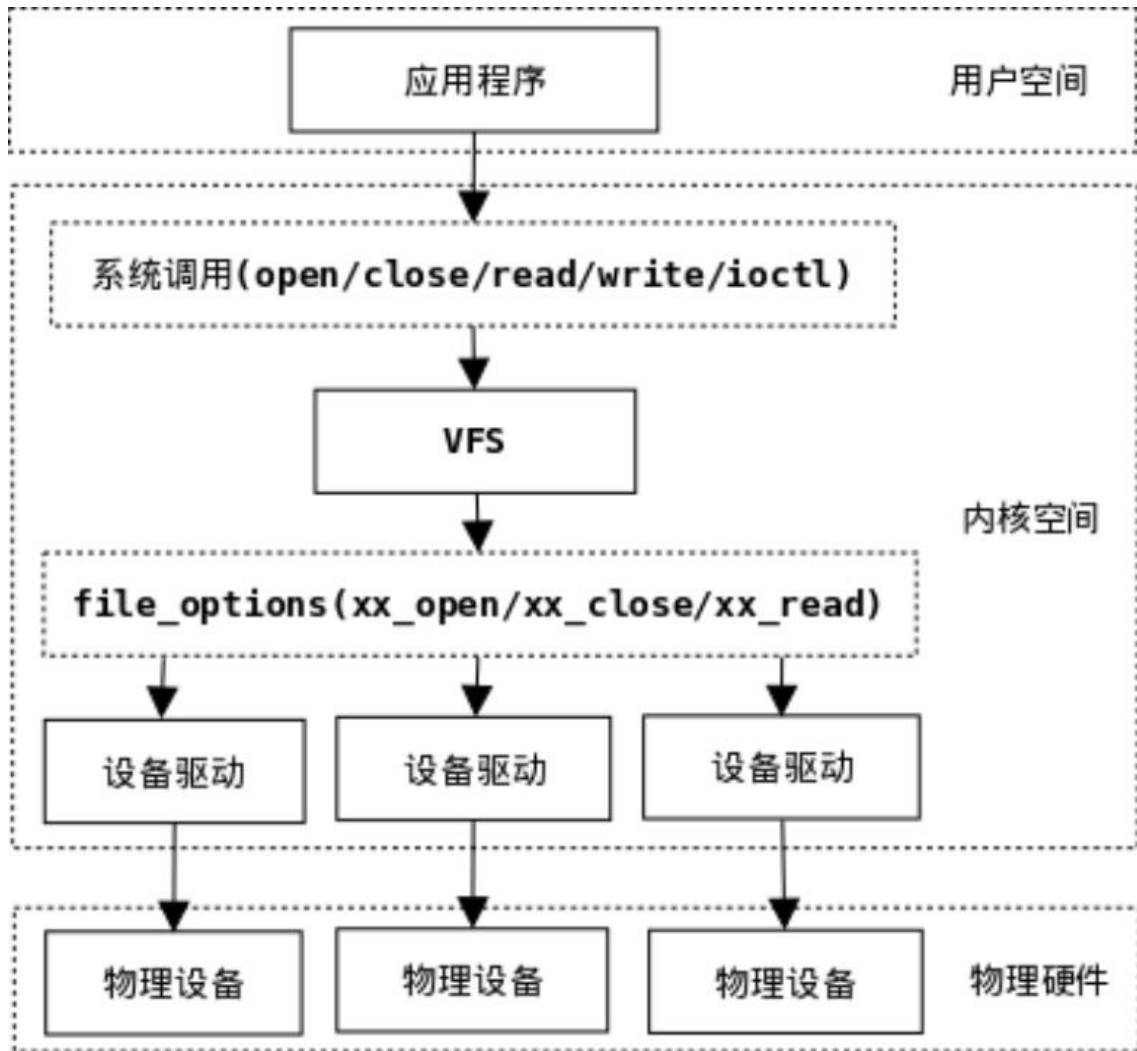 应用程序
用户空间
系统调用(open/close/read/write/ioctl)
VFS
内核空间
file_options(xx_open/xx_close/xx_read)
设备驱动
设备驱动
设备驱动
物理设备
物理设备
物理设备
物理硬件